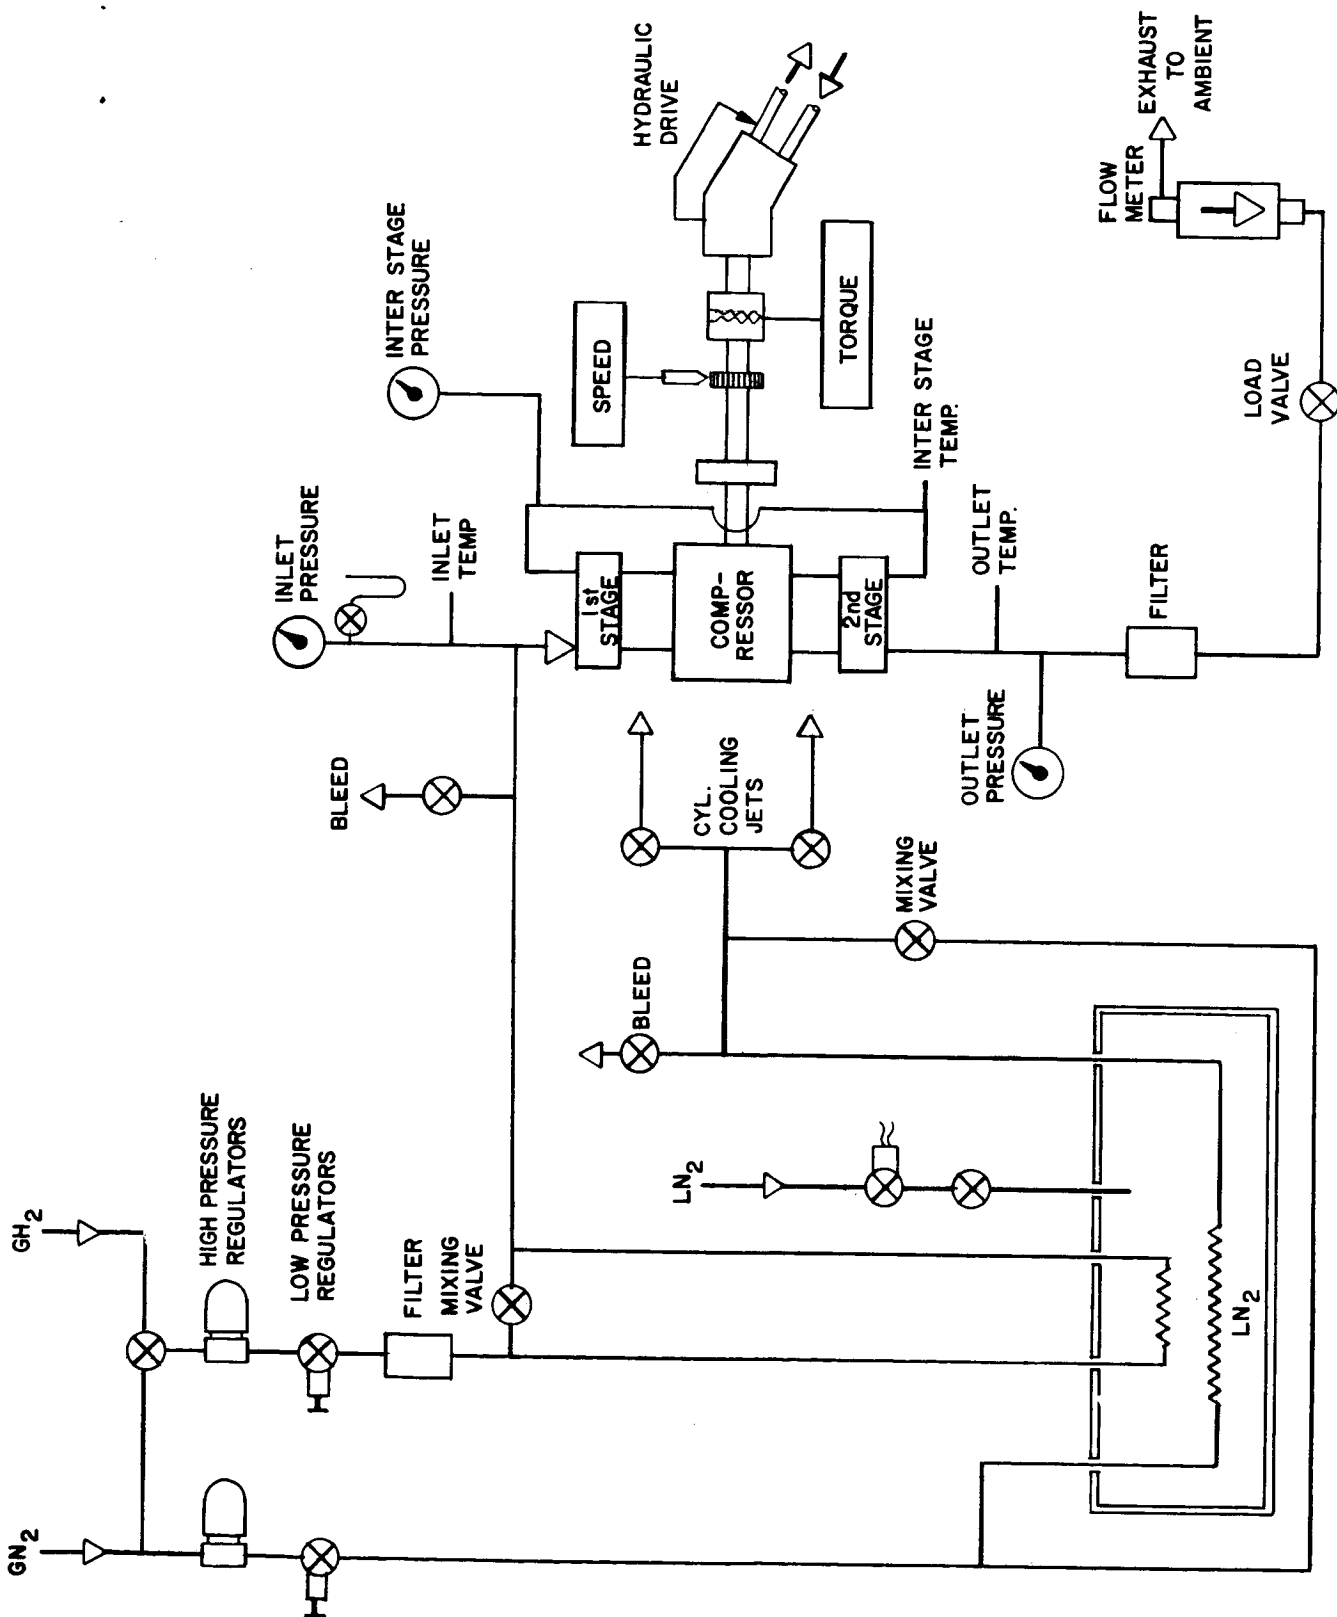 GN2
GH2
HIGH PRESSURE
REGULATORS
LOW PRESSURE
REGULATORS
FILTER
MIXING
VALVE
LN2
LN2
BLEED
BLEED
MIXING
VALVE
CYL.
COOLING
JETS
INLET
PRESSURE
INLET
TEMP
1st
STAGE
COMP-
RESSOR
2nd
STAGE
INTER STAGE
PRESSURE
SPEED
TORQUE
HYDRAULIC
DRIVE
INTER STAGE
TEMP.
OUTLET
TEMP.
OUTLET
PRESSURE
FILTER
LOAD
VALVE
FLOW
METER
EXHAUST
TO
AMBIENT